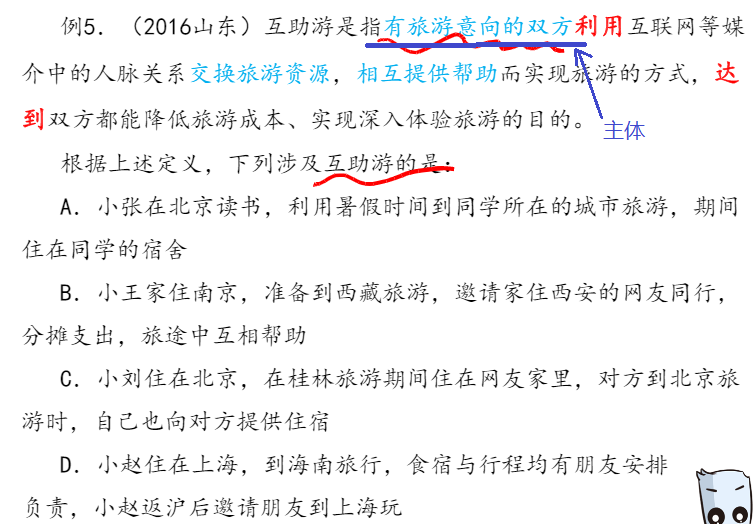 例5．（2016山东）互助游是指有旅游意向的双方利用互联网等媒
介中的人脉关系交换旅游资源，相互提供帮助而实现旅游的方式，达
到双方都能降低旅游成本、实现深入体验旅游的目的。
主体
根据上述定义，下列涉及互助游的是：
A．小张在北京读书，利用暑假时间到同学所在的城市旅游，期间
住在同学的宿舍
B．小王家住南京，准备到西藏旅游，邀请家住西安的网友同行，
分摊支出，旅途中互相帮助
C．小刘住在北京，在桂林旅游期间住在网友家里，对方到北京旅
游时，自己也向对方提供住宿
D．小赵住在上海，到海南旅行，食宿与行程均有朋友安排
负责，小赵返沪后邀请朋友到上海玩